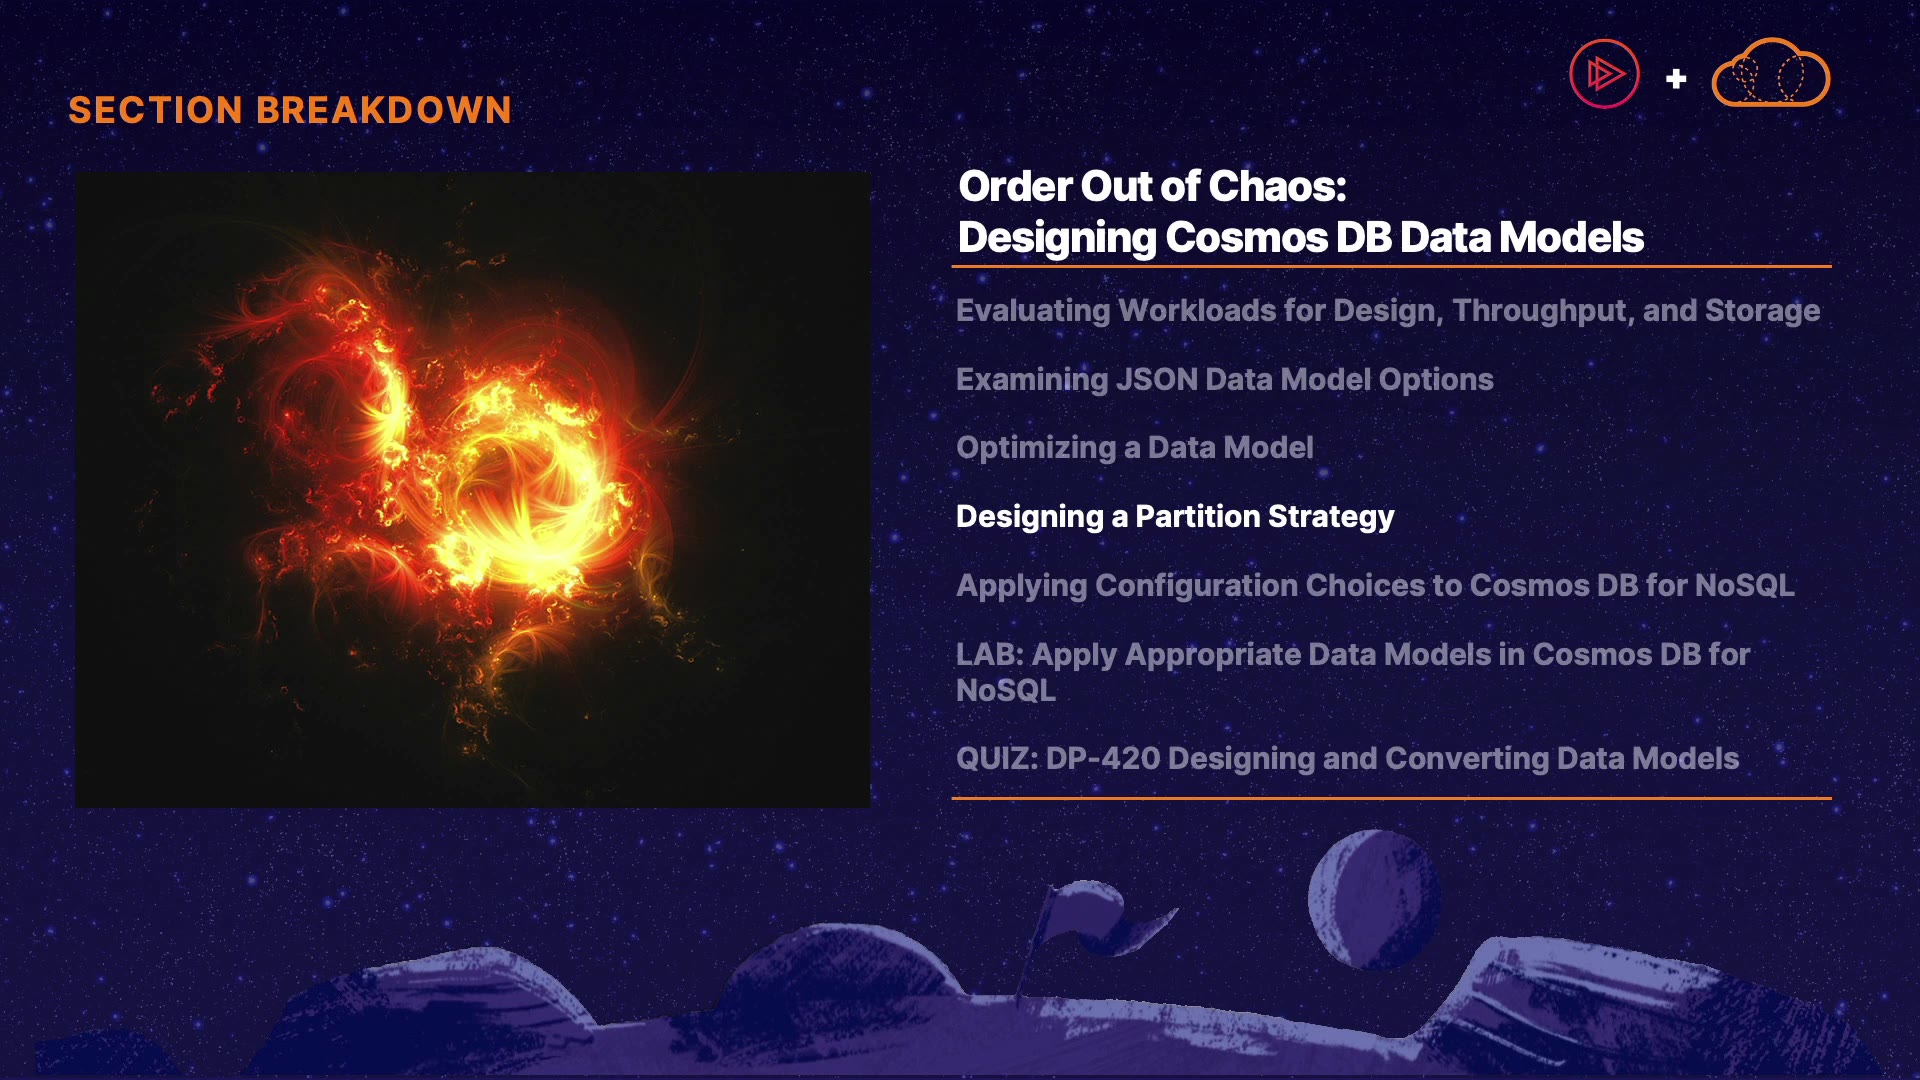 SECTION BREAKDOWN
+
Order Out of Chaos:
Designing Cosmos DB Data Models
Evaluating Workloads for Design, Throughput, and Storage
Examining JSON Data Model Options
Optimizing a Data Model
Designing a Partition Strategy
Applying Configuration Choices to Cosmos DB for NoSQL
LAB: Apply Appropriate Data Models in Cosmos DB for
NoSQL
QUIZ: DP-420 Designing and Converting Data Models